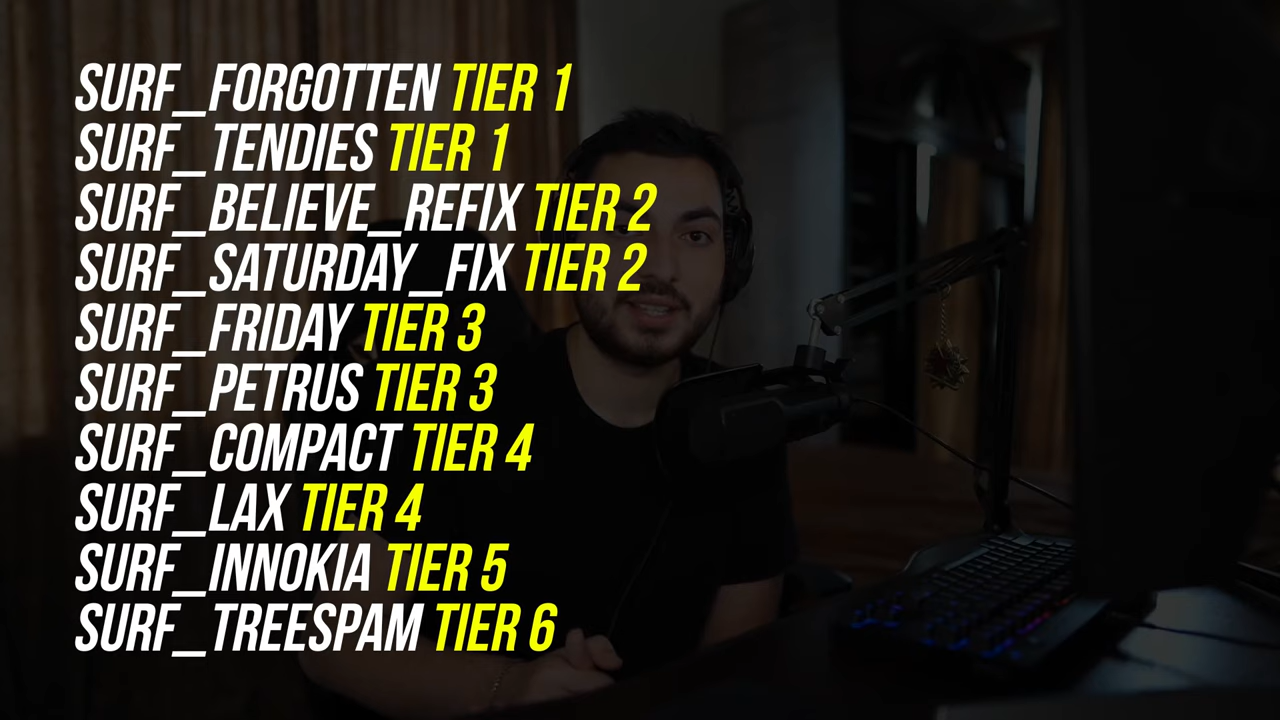 SURF_FORGOTTEN TIER 1
SURF_TENDIES TIER 1
SURF_BELIEVE_REFIX TIER 2
SURF_SATURDAY_FIX TIER 2
SURF_FRIDAY TIER 3
SURF_PETRUS TIER 3
SURF_COMPACT TIER 4
SURF_LAX TIER 4
SURF_INNOKIA TIER 5
SURF_TREESPAM TIER 6